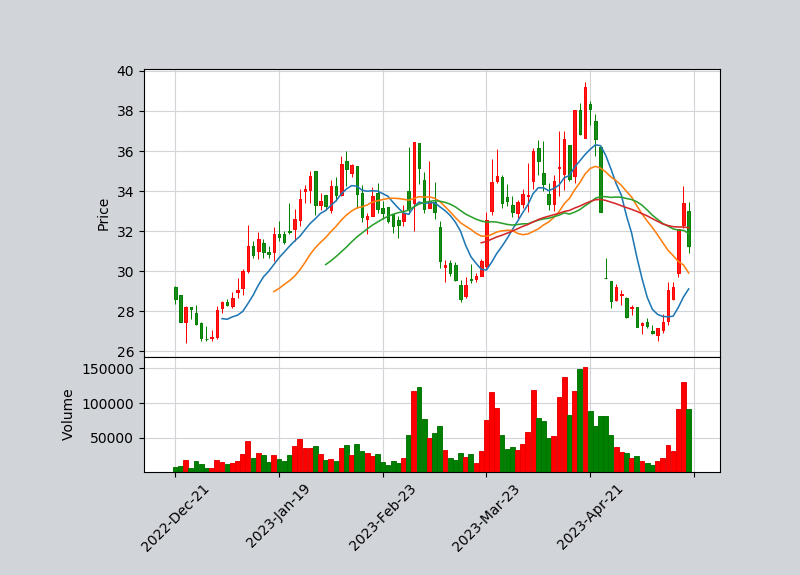 40
38
36
34
32
30
28
26
Price
150000
100000
50000
Volume
2022-Dec-21
2023-Jan-19
2023-Feb-23
2023-Mar-23
2023-Apr-21